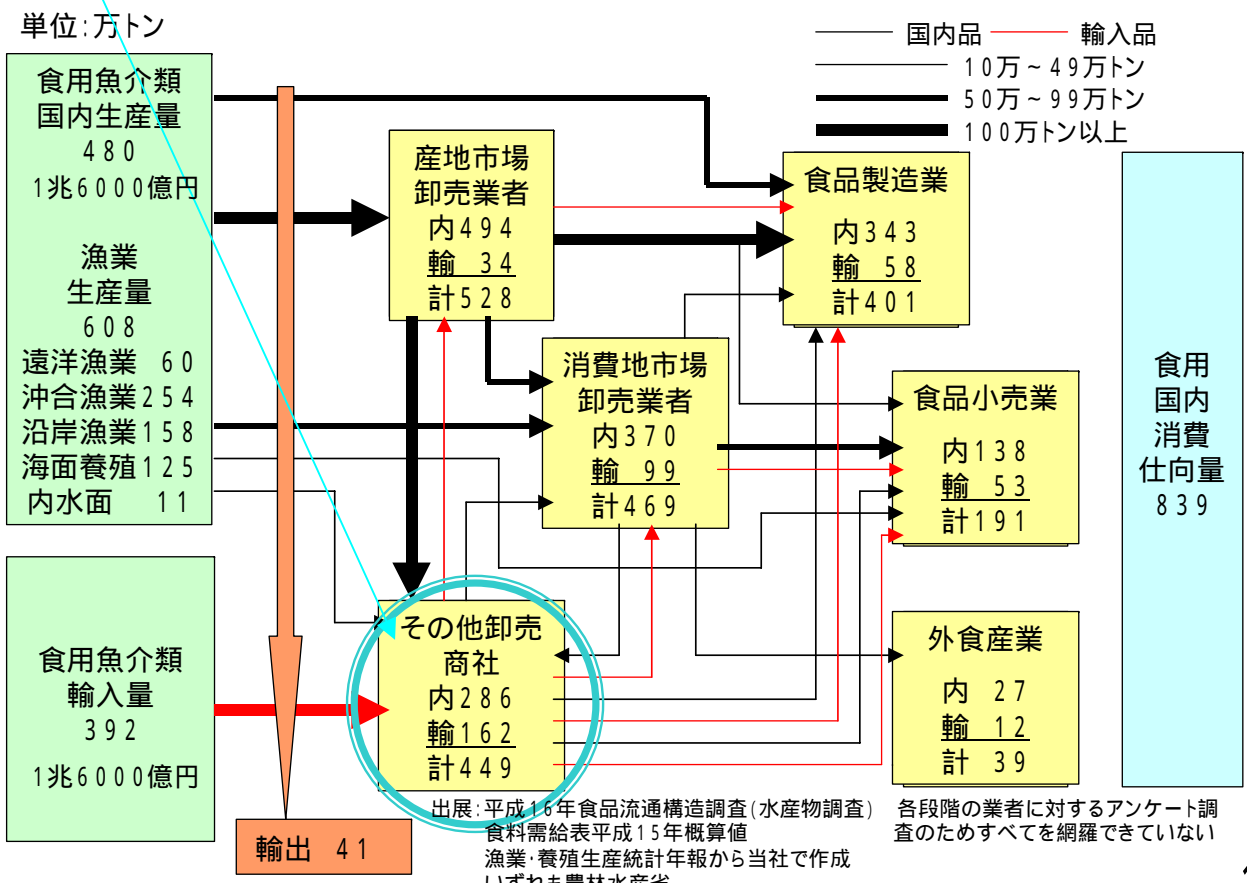 単位:万トン
国内品
輸入品
10万~49万トン
50万~99万トン
100万トン以上
食用魚介類
国内生産量
480
1兆6000億円
漁業
生産量
608
遠洋漁業 60
沖合漁業254
沿岸漁業158
海面養殖125
内水面 11
食用魚介類
輸入量
392
1兆6000億円
輸出 41
産地市場
卸売業者
内494
輸 34
計528
消費地市場
卸売業者
内370
輸 99
計469
その他卸売
商社
内286
輸162
計449
食品製造業
内343
輸 58
計401
食品小売業
内138
輸 53
計191
外食産業
内 27
輸 12
計 39
食用
国内
消費
仕向量
839
出展:平成16年食品流通構造調査(水産物調査)
食料需給表平成15年概算値
漁業・養殖生産統計年報から当社で作成
いずれも農林水産省
各段階の業者に対するアンケート調
査のためすべてを網羅できていない